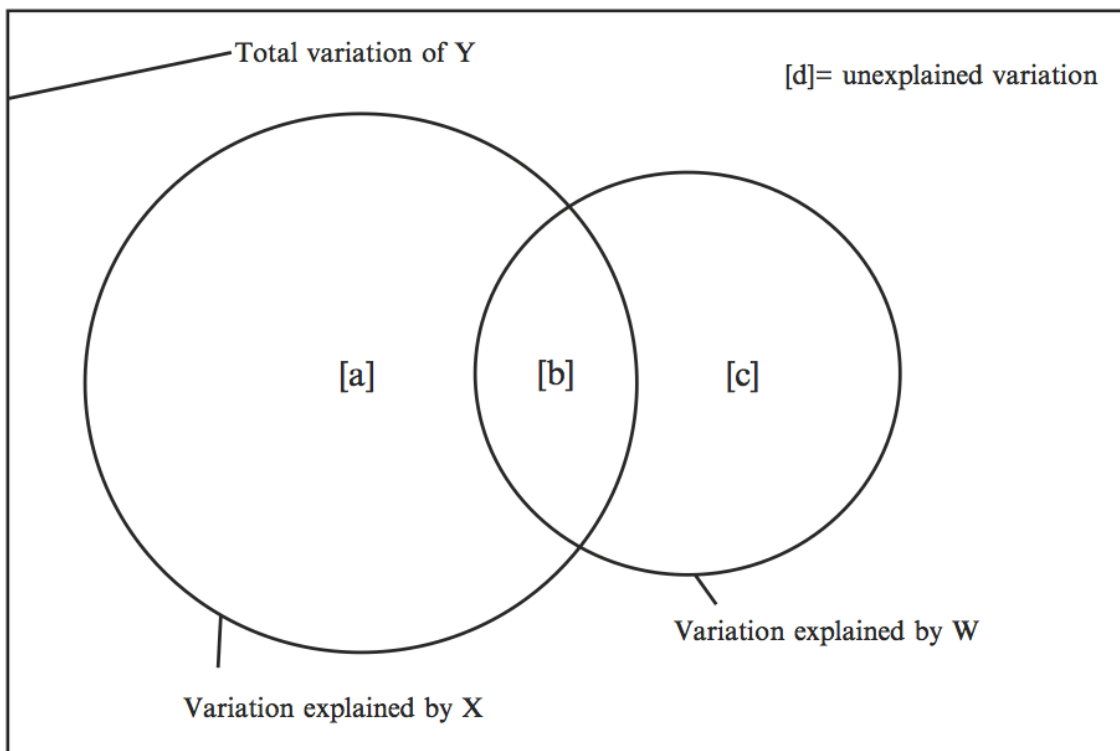 Total variation of Y
[d]= unexplained variation
[a]
[b]
[c]
Variation explained by W
Variation explained by X